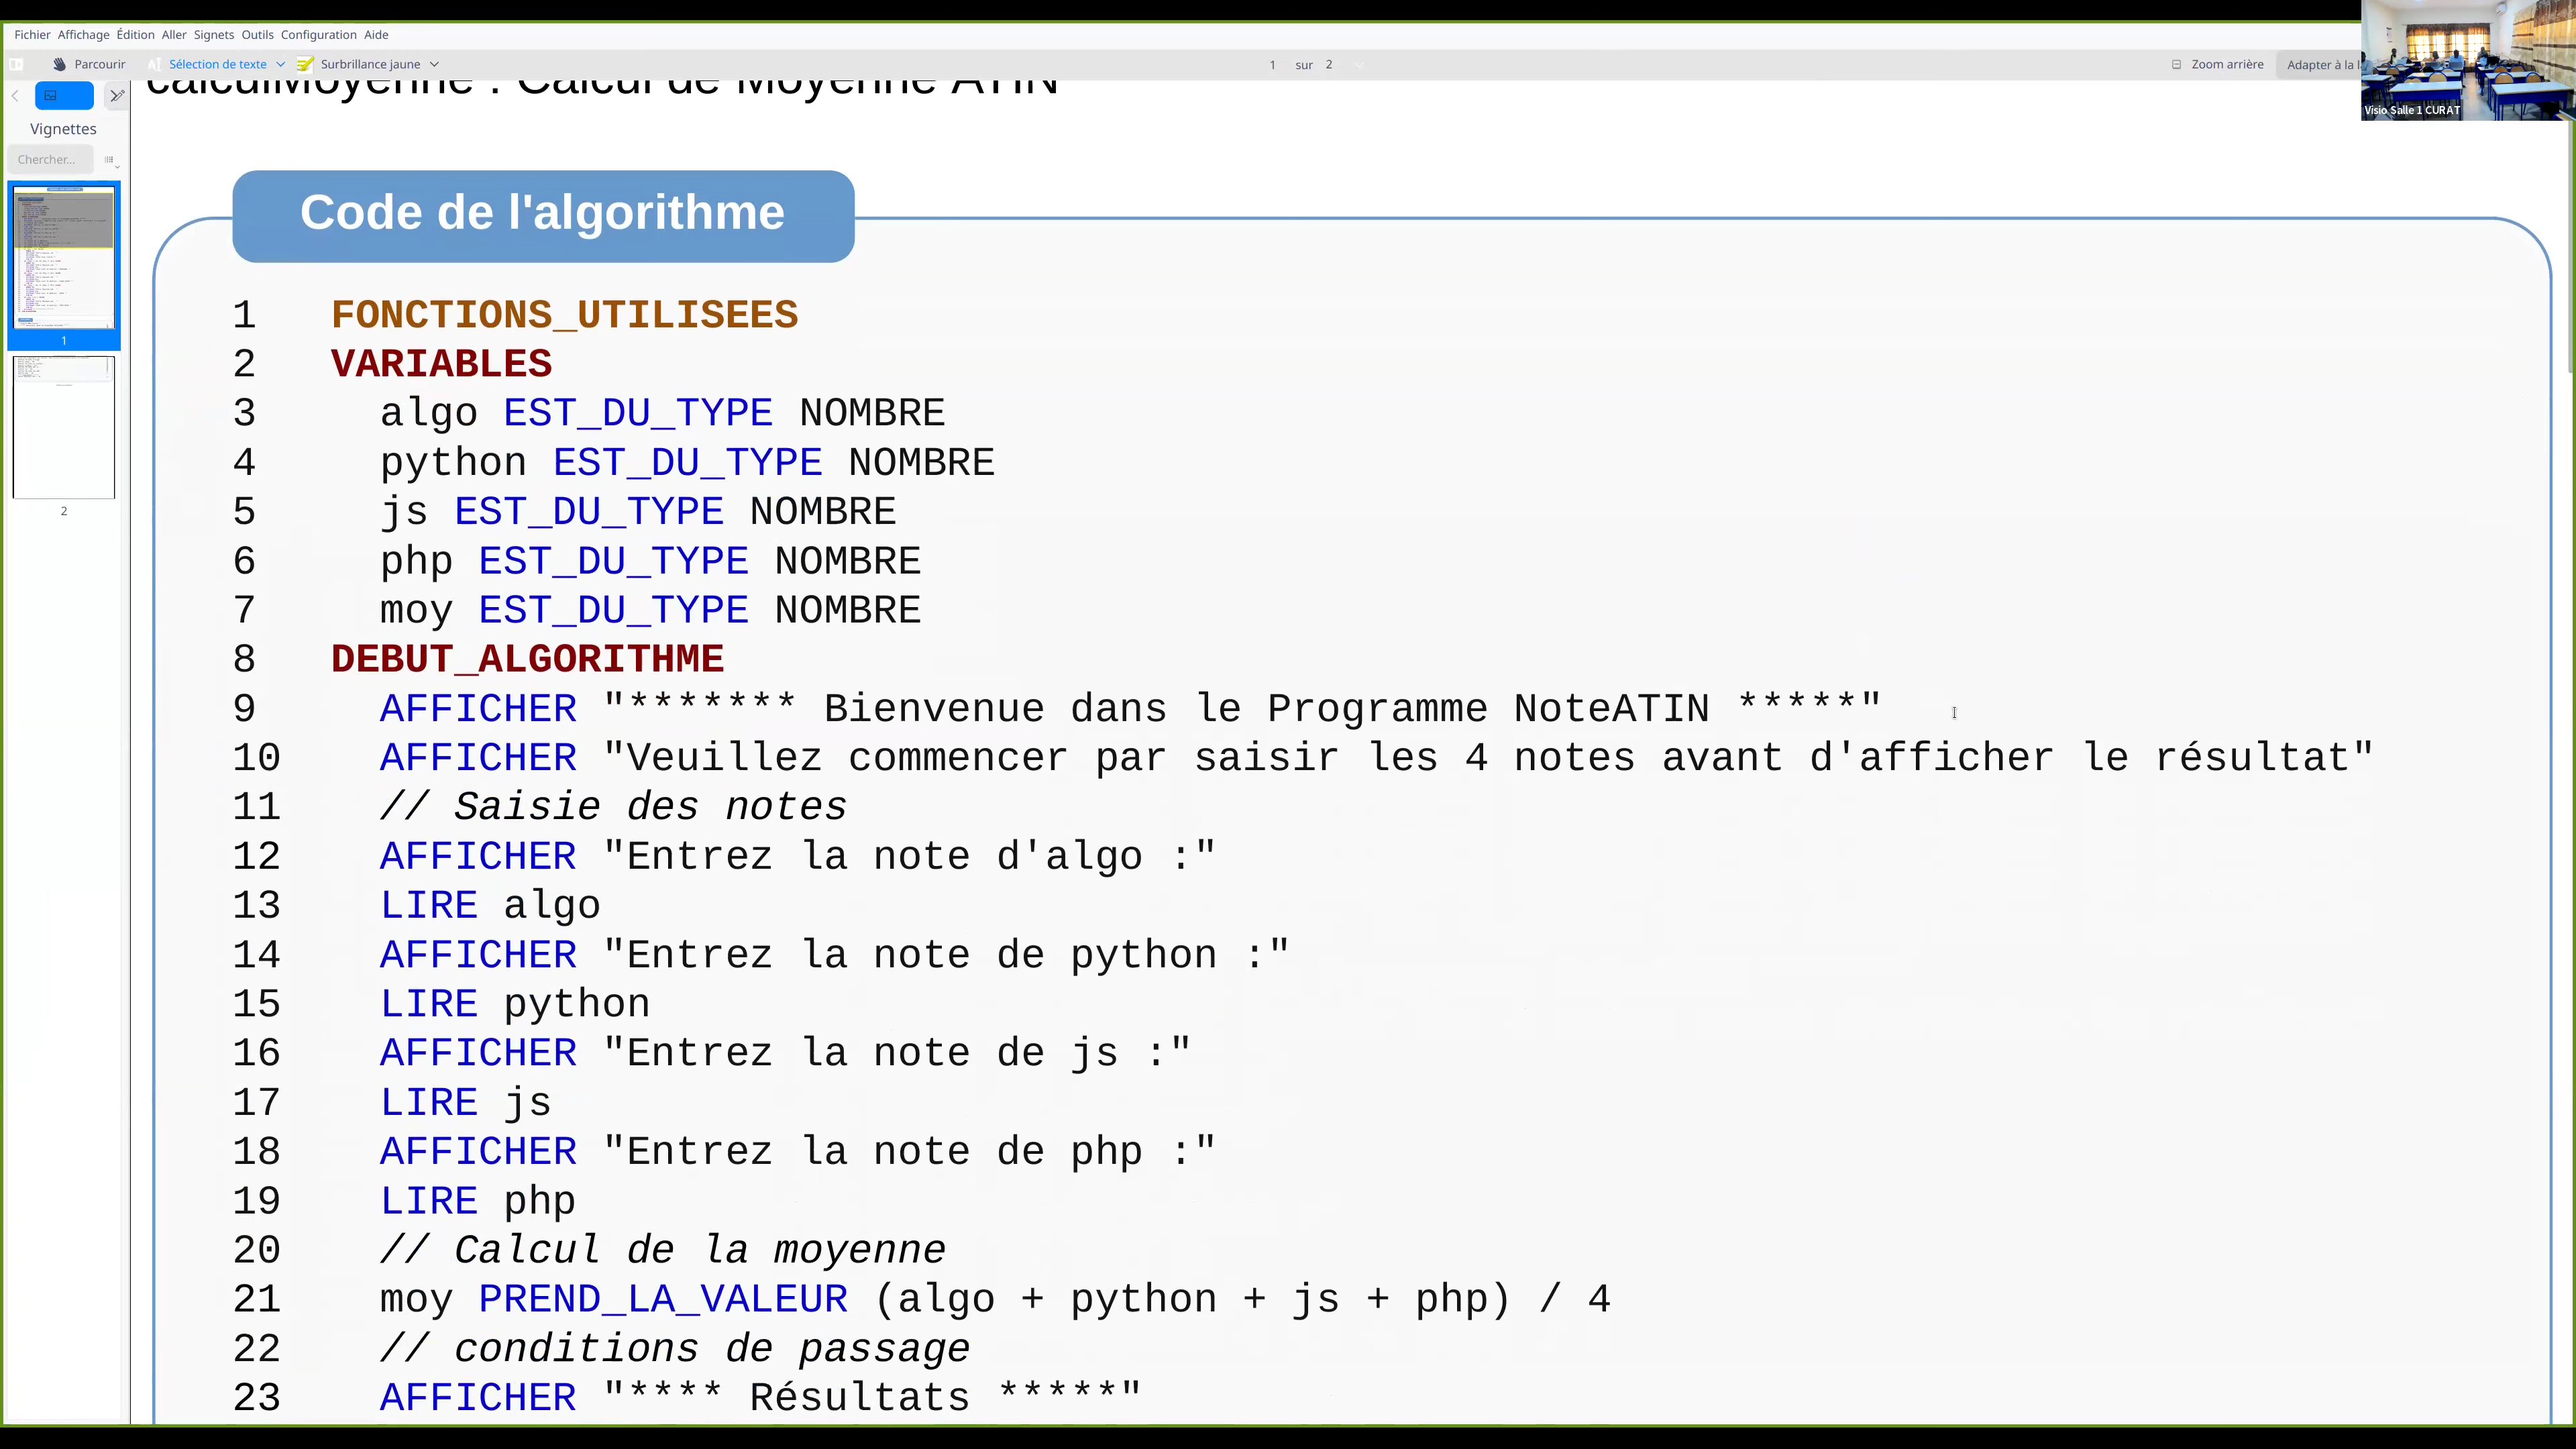 Fichier Affichage Édition Aller Signets Outils Configuration Aide
Parcourir Sélection de texte Surbrillance jaune 1 sur 2 Zoom arrière Adapter à la
Visio Salle 1 CURAT
calculMoyenne : Calcul de Moyenne ATIN
Vignettes
Chercher...
1
2
Code de l'algorithme
1 FONCTIONS_UTILISEES
2 VARIABLES
3 algo EST_DU_TYPE NOMBRE
4 python EST_DU_TYPE NOMBRE
5 js EST_DU_TYPE NOMBRE
6 php EST_DU_TYPE NOMBRE
7 moy EST_DU_TYPE NOMBRE
8 DEBUT_ALGORITHME
9 AFFICHER "******* Bienvenue dans le Programme NoteATIN *****"
10 AFFICHER "Veuillez commencer par saisir les 4 notes avant d'afficher le résultat"
11 // Saisie des notes
12 AFFICHER "Entrez la note d'algo :"
13 LIRE algo
14 AFFICHER "Entrez la note de python :"
15 LIRE python
16 AFFICHER "Entrez la note de js :"
17 LIRE js
18 AFFICHER "Entrez la note de php :"
19 LIRE php
20 // Calcul de la moyenne
21 moy PREND_LA_VALEUR (algo + python + js + php) / 4
22 // conditions de passage
23 AFFICHER "**** Résultats *****"